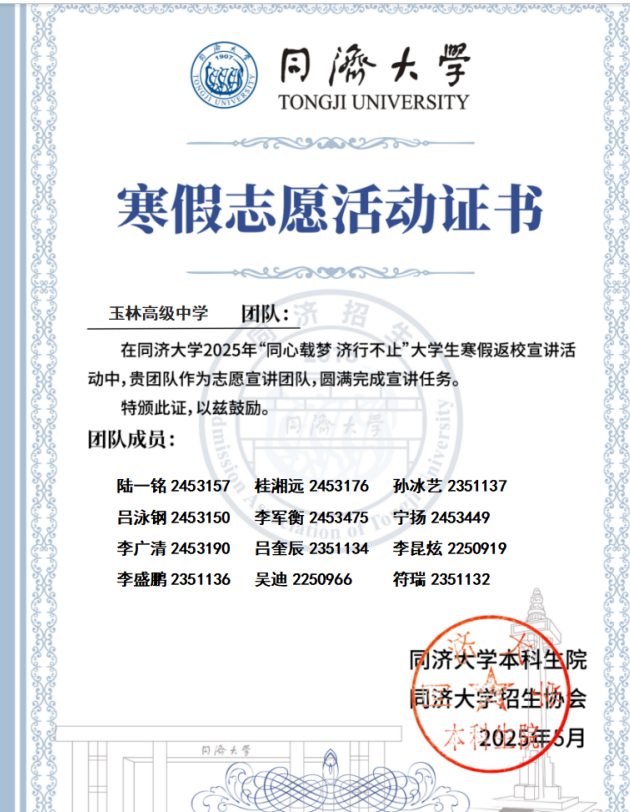 1907
TONGJI UNIVERSITY
同濟大學
TONGJI UNIVERSITY
寒假志愿活动证书
玉林高级中学 团队：
在同济大学2025年“同心载梦 济行不止”大学生寒假返校宣讲活
动中，贵团队作为志愿宣讲团队，圆满完成宣讲任务。
特颁此证，以兹鼓励。
团队成员：
陆一铭 2453157 桂湘远 2453176 孙冰艺 2351137
吕泳钢 2453150 李军衡 2453475 宁扬 2453449
李广清 2453190 吕奎辰 2351134 李昆炫 2250919
李盛鹏 2351136 吴迪 2250966 符瑞 2351132
同济大学本科生院
同济大学招生协会
2025年5月
本科生院
同濟大學